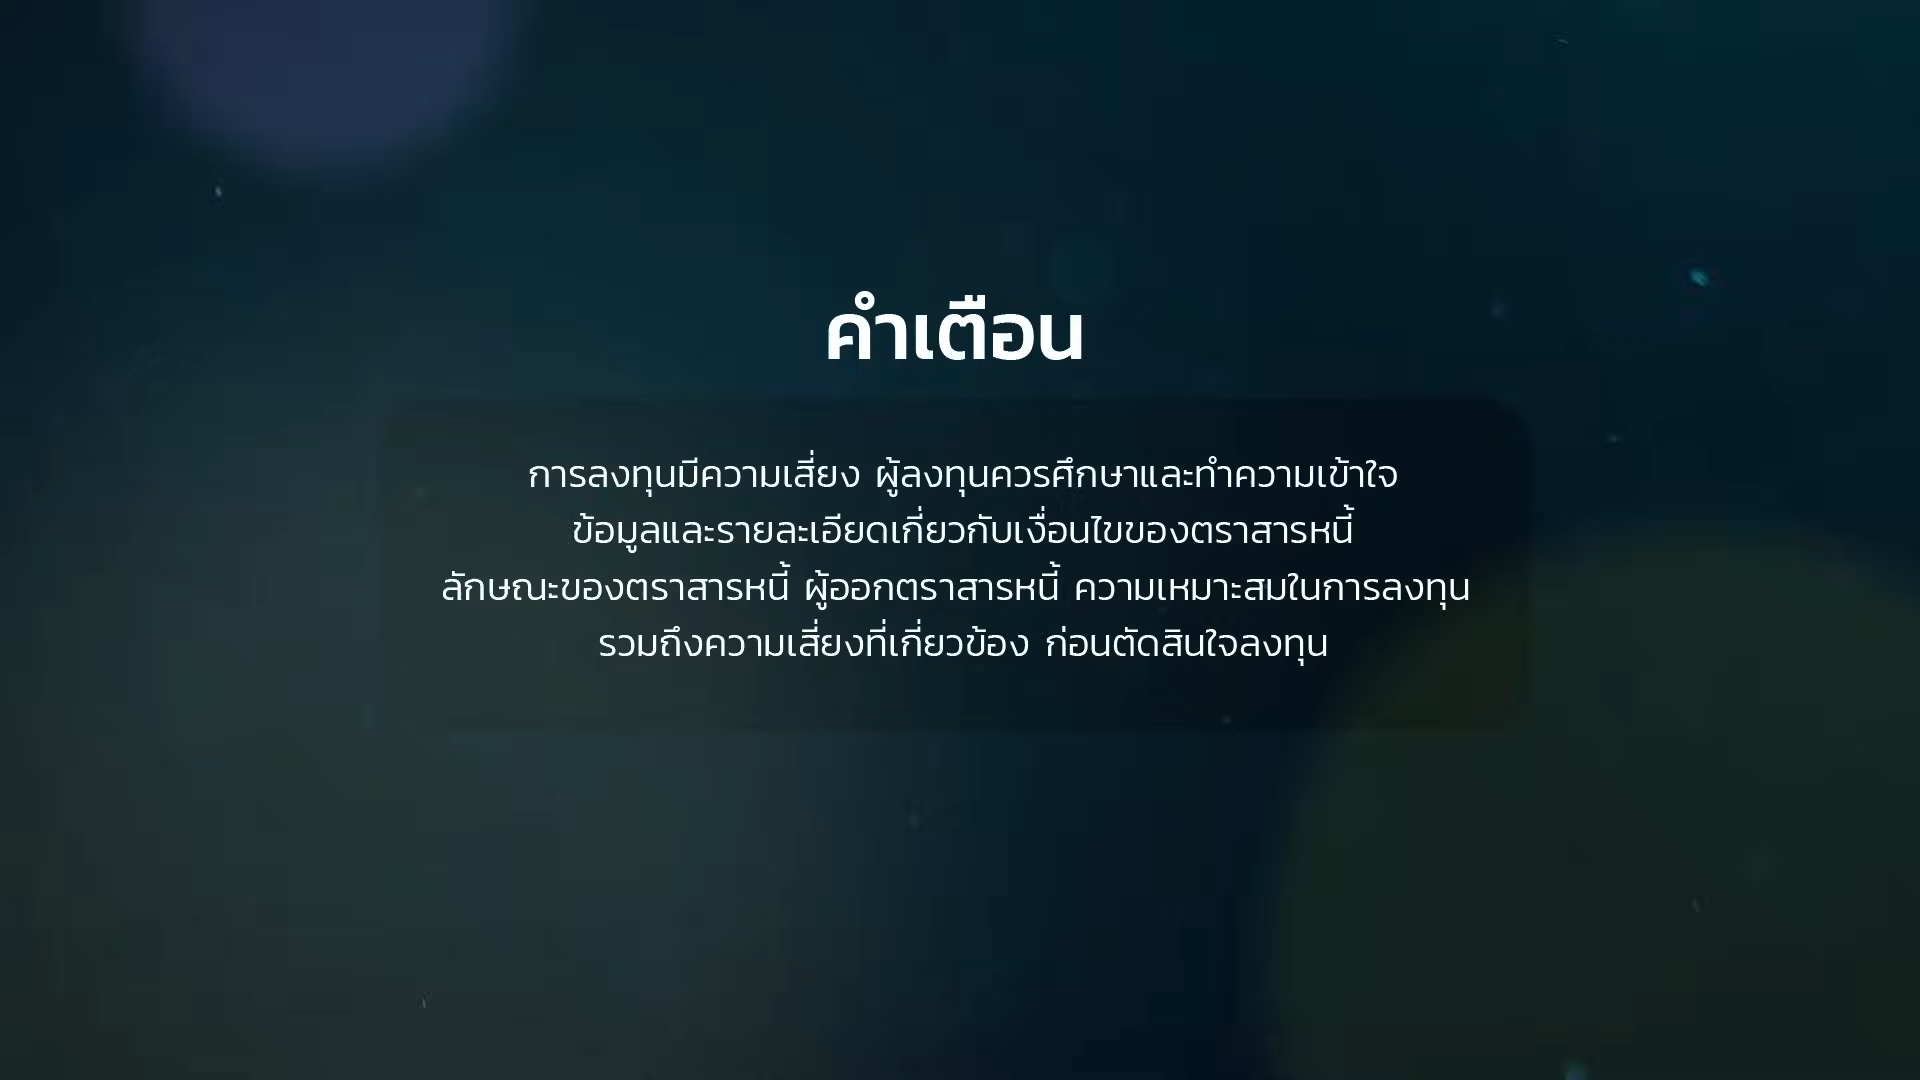 คำเตือน
การลงทุนมีความเสี่ยง ผู้ลงทุนควรศึกษาและทำความเข้าใจ
ข้อมูลและรายละเอียดเกี่ยวกับเงื่อนไขของตราสารหนี้
ลักษณะของตราสารหนี้ ผู้ออกตราสารหนี้ ความเหมาะสมในการลงทุน
รวมถึงความเสี่ยงที่เกี่ยวข้อง ก่อนตัดสินใจลงทุน